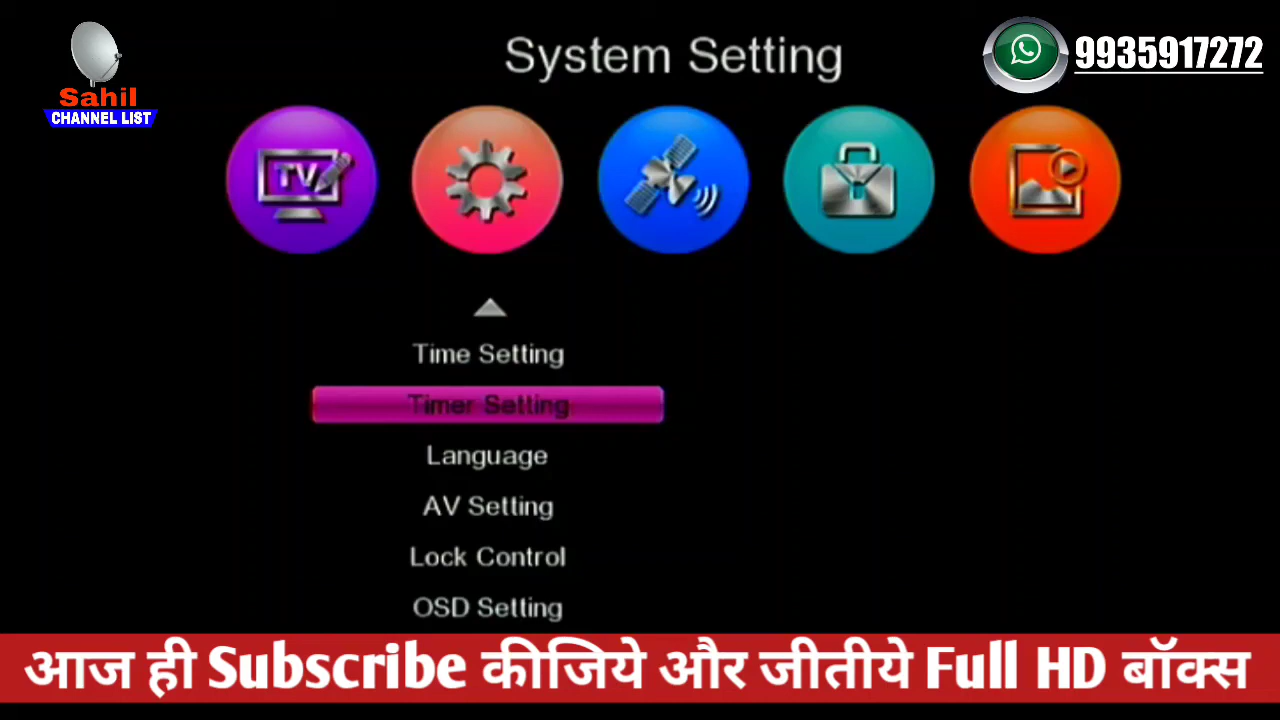 System Setting
9935917272
Sahil
CHANNEL LIST
TV
Time Setting
Timer Setting
Language
AV Setting
Lock Control
OSD Setting
आज ही Subscribe कीजिये और जीतीये Full HD बॉक्स